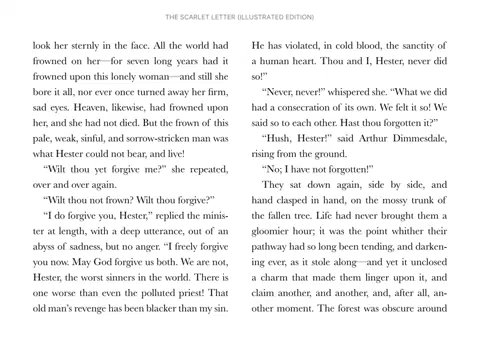 THE SCARLET LETTER (ILLUSTRATED EDITION)
look her sternly in the face. All the world had
frowned on her—for seven long years had it
frowned upon this lonely woman—and still she
bore it all, nor ever once turned away her firm,
sad eyes. Heaven, likewise, had frowned upon
her, and she had not died. But the frown of this
pale, weak, sinful, and sorrow-stricken man was
what Hester could not bear, and live!
“Wilt thou yet forgive me?” she repeated,
over and over again.
“Wilt thou not frown? Wilt thou forgive?”
“I do forgive you, Hester,” replied the minis-
ter at length, with a deep utterance, out of an
abyss of sadness, but no anger. “I freely forgive
you now. May God forgive us both. We are not,
Hester, the worst sinners in the world. There is
one worse than even the polluted priest! That
old man’s revenge has been blacker than my sin.
He has violated, in cold blood, the sanctity of
a human heart. Thou and I, Hester, never did
so!”
“Never, never!” whispered she. “What we did
had a consecration of its own. We felt it so! We
said so to each other. Hast thou forgotten it?”
“Hush, Hester!” said Arthur Dimmesdale,
rising from the ground.
“No; I have not forgotten!”
They sat down again, side by side, and
hand clasped in hand, on the mossy trunk of
the fallen tree. Life had never brought them a
gloomier hour; it was the point whither their
pathway had so long been tending, and darken-
ing ever, as it stole along—and yet it unclosed
a charm that made them linger upon it, and
claim another, and another, and, after all, an-
other moment. The forest was obscure around